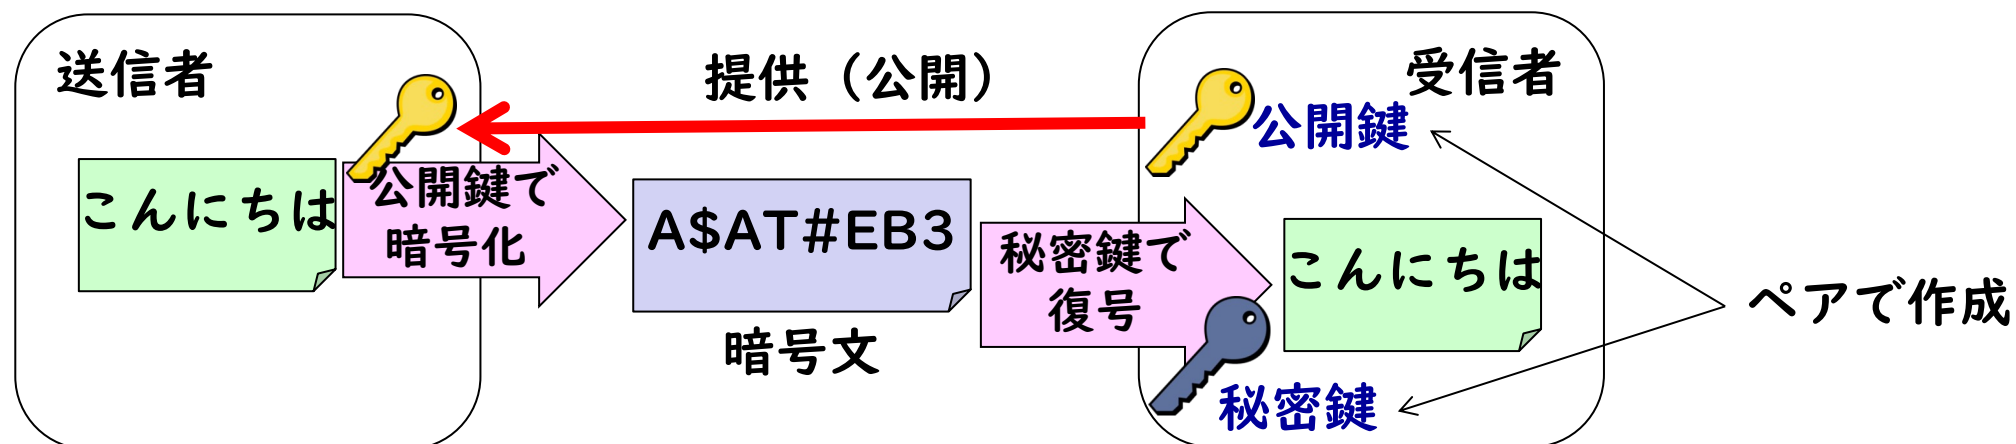 送信者
提供（公開）
受信者
公開鍵
こんにちは
公開鍵で
暗号化
A$AT#EB3
暗号文
秘密鍵で
復号
こんにちは
ペアで作成
秘密鍵